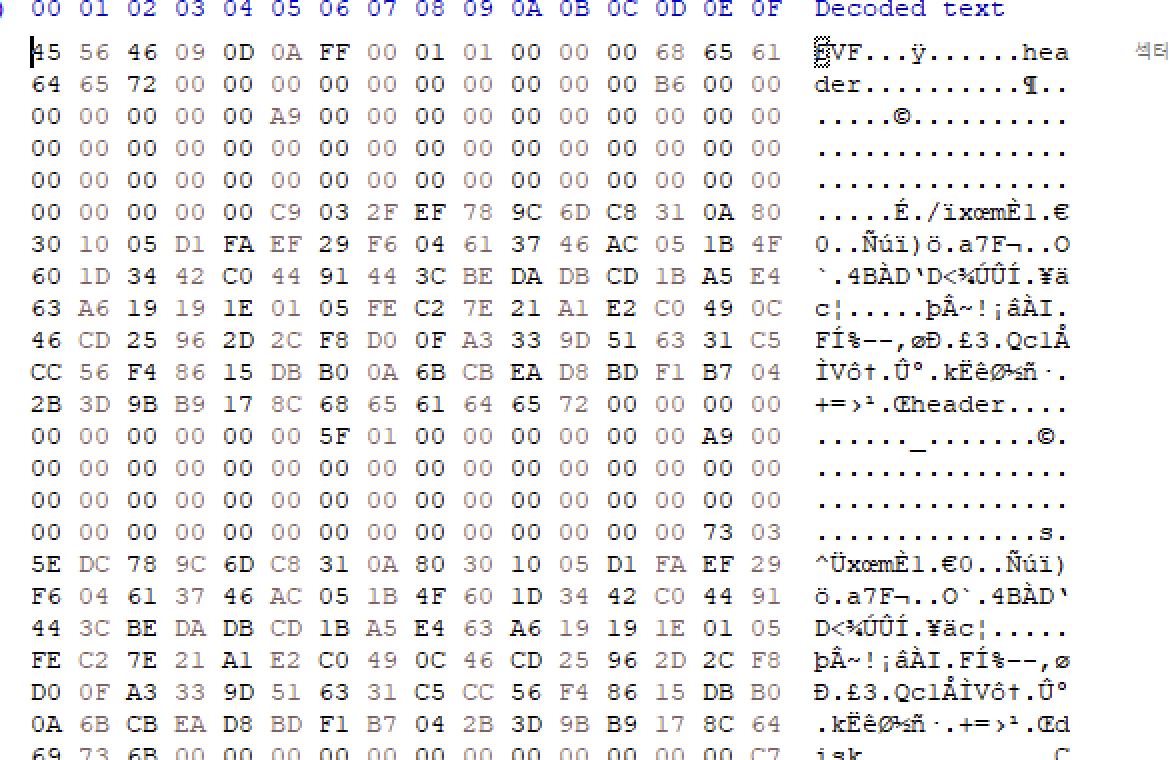 ) 00 01 02 03 04 05 06 07 08 09 0A 0B 0C 0D 0E 0F Decoded text
45 56 46 09 0D 0A FF 00 01 01 00 00 00 68 65 61 EVF...ÿ......hea 섹터
64 65 72 00 00 00 00 00 00 00 00 00 00 B6 00 00 der..........¶..
00 00 00 00 00 A9 00 00 00 00 00 00 00 00 00 00 .....©..........
00 00 00 00 00 00 00 00 00 00 00 00 00 00 00 00 ................
00 00 00 00 00 00 00 00 00 00 00 00 00 00 00 00 ................
00 00 00 00 00 C9 03 2F EF 78 9C 6D C8 31 0A 80 .....É./ïxœmÈ1.€
30 10 05 D1 FA EF 29 F6 04 61 37 46 AC 05 1B 4F 0..Ñúï)ö.a7F¬..O
60 1D 34 42 C0 44 91 44 3C BE DA DB CD 1B A5 E4 `.4BÀD‘D<¾ÚÛÍ.¥ä
63 A6 19 19 1E 01 05 FE C2 7E 21 A1 E2 C0 49 0C c¦.....þÂ~!¡âÀI.
46 CD 25 96 2D 2C F8 D0 0F A3 33 9D 51 63 31 C5 FÍ%–-,øÐ.£3.Qc1Å
CC 56 F4 86 15 DB B0 0A 6B CB EA D8 BD F1 B7 04 ÌVô†.Û°.kËêØ½ñ·.
2B 3D 9B B9 17 8C 68 65 61 64 65 72 00 00 00 00 +=›¹.Œheader....
00 00 00 00 00 00 5F 01 00 00 00 00 00 00 A9 00 ......_.......©.
00 00 00 00 00 00 00 00 00 00 00 00 00 00 00 00 ................
00 00 00 00 00 00 00 00 00 00 00 00 00 00 00 00 ................
00 00 00 00 00 00 00 00 00 00 00 00 00 00 73 03 ..............s.
5E DC 78 9C 6D C8 31 0A 80 30 10 05 D1 FA EF 29 ^ÜxœmÈ1.€0..Ñúï)
F6 04 61 37 46 AC 05 1B 4F 60 1D 34 42 C0 44 91 ö.a7F¬..O`.4BÀD‘
44 3C BE DA DB CD 1B A5 E4 63 A6 19 19 1E 01 05 D<¾ÚÛÍ.¥äc¦.....
FE C2 7E 21 A1 E2 C0 49 0C 46 CD 25 96 2D 2C F8 þÂ~!¡âÀI.FÍ%–-,ø
D0 0F A3 33 9D 51 63 31 C5 CC 56 F4 86 15 DB B0 Ð.£3.Qc1ÅÌVô†.Û°
0A 6B CB EA D8 BD F1 B7 04 2B 3D 9B B9 17 8C 64 .kËêØ½ñ·.+=›¹.Œd
69 73 6B 00 00 00 00 00 00 00 00 00 00 00 00 C7 isk............Ç